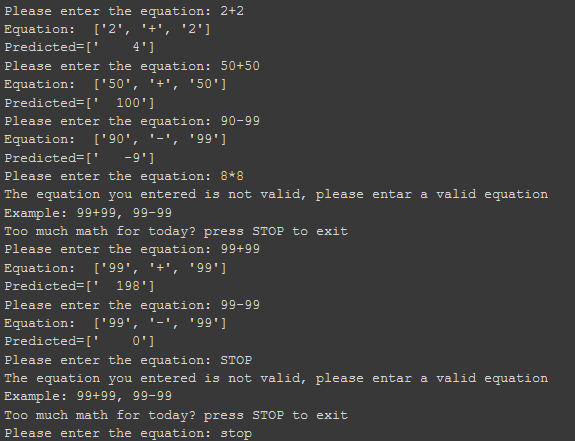 Please enter the equation: 2+2
Equation:  ['2', '+', '2']
Predicted=['    4']
Please enter the equation: 50+50
Equation:  ['50', '+', '50']
Predicted=['  100']
Please enter the equation: 90-99
Equation:  ['90', '-', '99']
Predicted=['   -9']
Please enter the equation: 8*8
The equation you entered is not valid, please entar a valid equation
Example: 99+99, 99-99
Too much math for today? press STOP to exit
Please enter the equation: 99+99
Equation:  ['99', '+', '99']
Predicted=['  198']
Please enter the equation: 99-99
Equation:  ['99', '-', '99']
Predicted=['    0']
Please enter the equation: STOP
The equation you entered is not valid, please entar a valid equation
Example: 99+99, 99-99
Too much math for today? press STOP to exit
Please enter the equation: stop